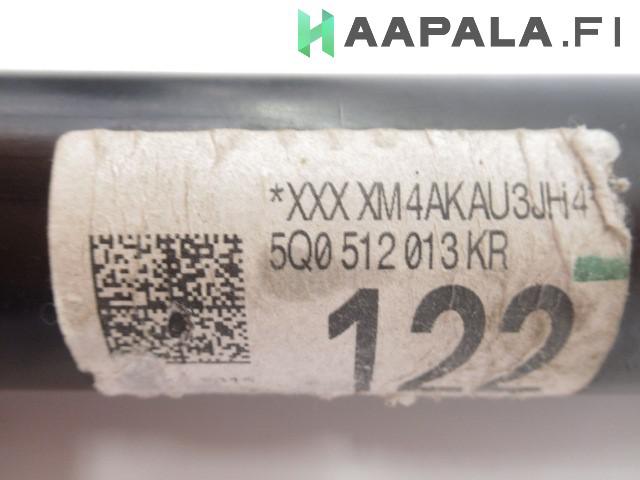 HAAPALA.FI
*XXX XM4AKAU3JH4*
5Q0 512 013 KR
122